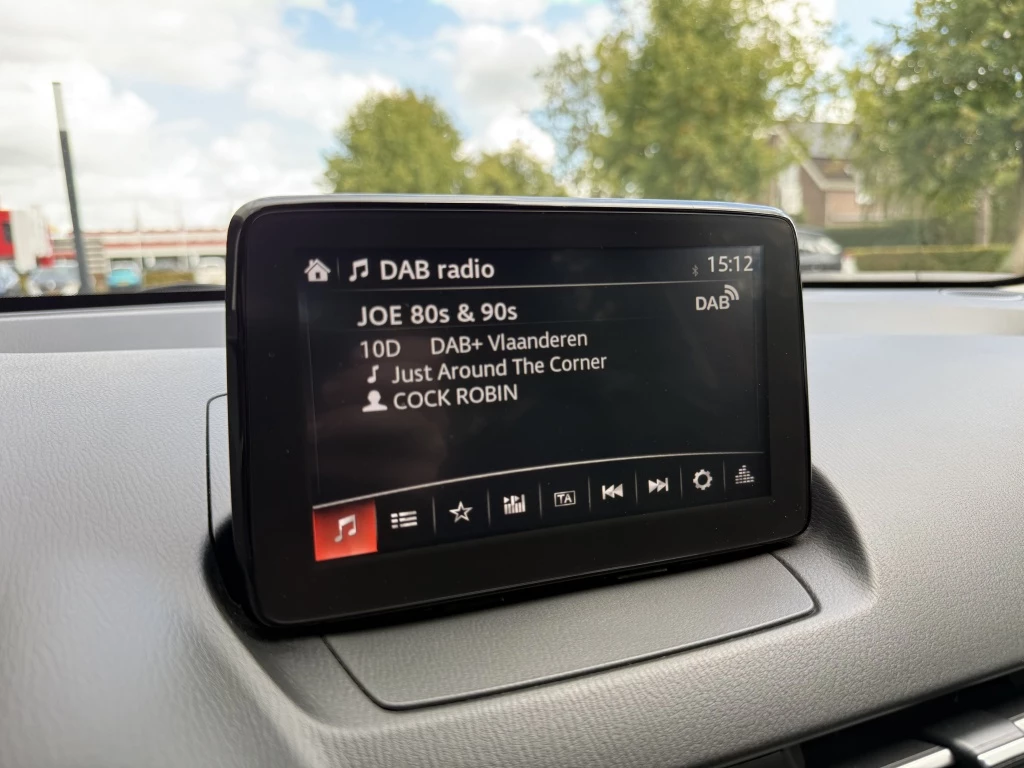 DAB radio 15:12
JOE 80s & 90s DAB
10D DAB+ Vlaanderen
Just Around The Corner
COCK ROBIN
TA